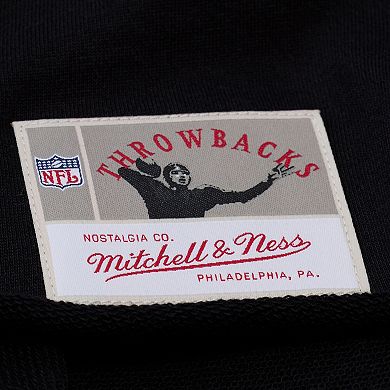 THROWBACKS
NFL
NOSTALGIA CO.
Mitchell & Ness
PHILADELPHIA, PA.